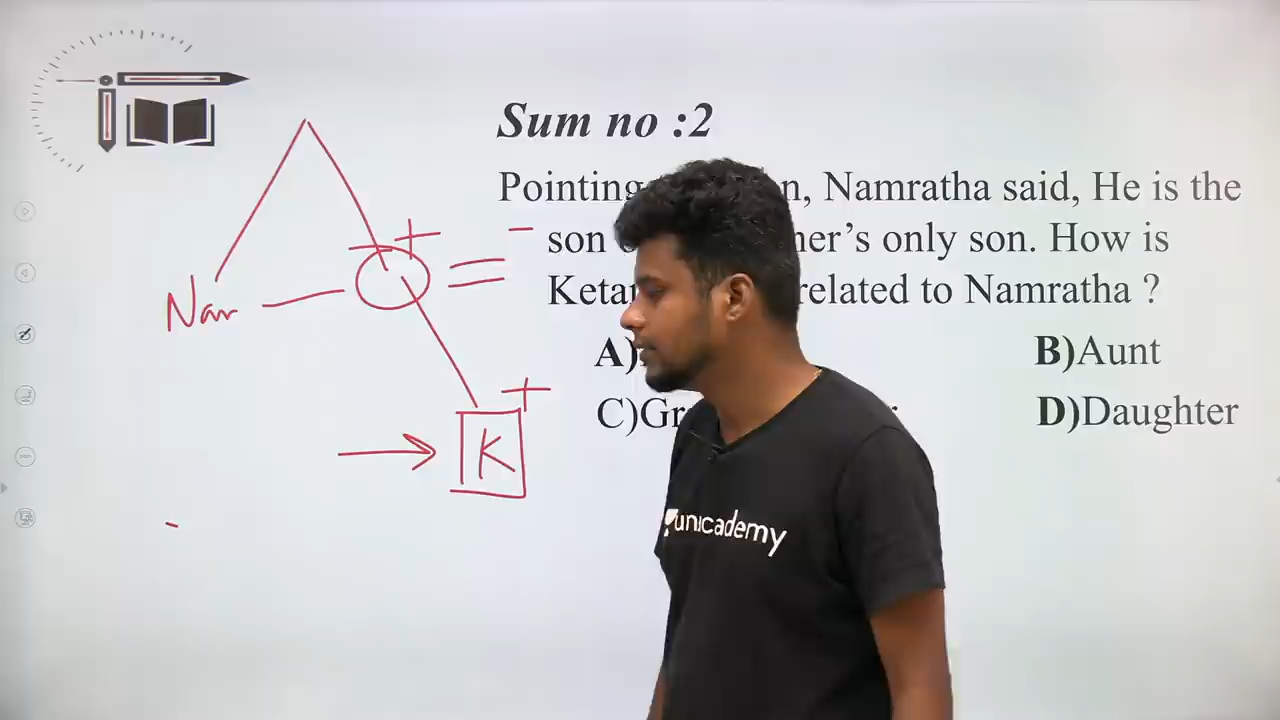 Sum no :2
Pointing n, Namratha said, He is the
son her's only son. How is
Ketan related to Namratha ?
A) B)Aunt
C)Gr D)Daughter
Nam
K
unacademy